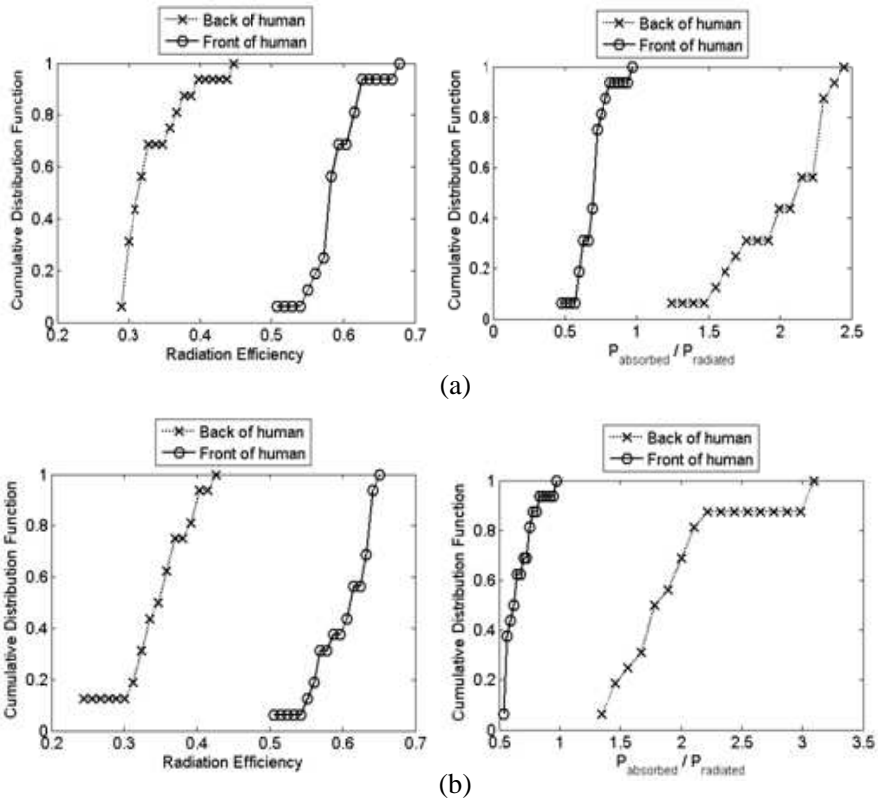 Back of human
Front of human
Cumulative Distribution Function
1
0.8
0.6
0.4
0.2
0
0.2 0.3 0.4 0.5 0.6 0.7
Radiation Efficiency
Back of human
Front of human
Cumulative Distribution Function
1
0.8
0.6
0.4
0.2
0
0 0.5 1 1.5 2 2.5
P absorbed / P radiated
(a)
Back of human
Front of human
Cumulative Distribution Function
1
0.8
0.6
0.4
0.2
0
0.2 0.3 0.4 0.5 0.6 0.7
Radiation Efficiency
Back of human
Front of human
Cumulative Distribution Function
1
0.8
0.6
0.4
0.2
0
0.5 1 1.5 2 2.5 3 3.5
P absorbed / P radiated
(b)